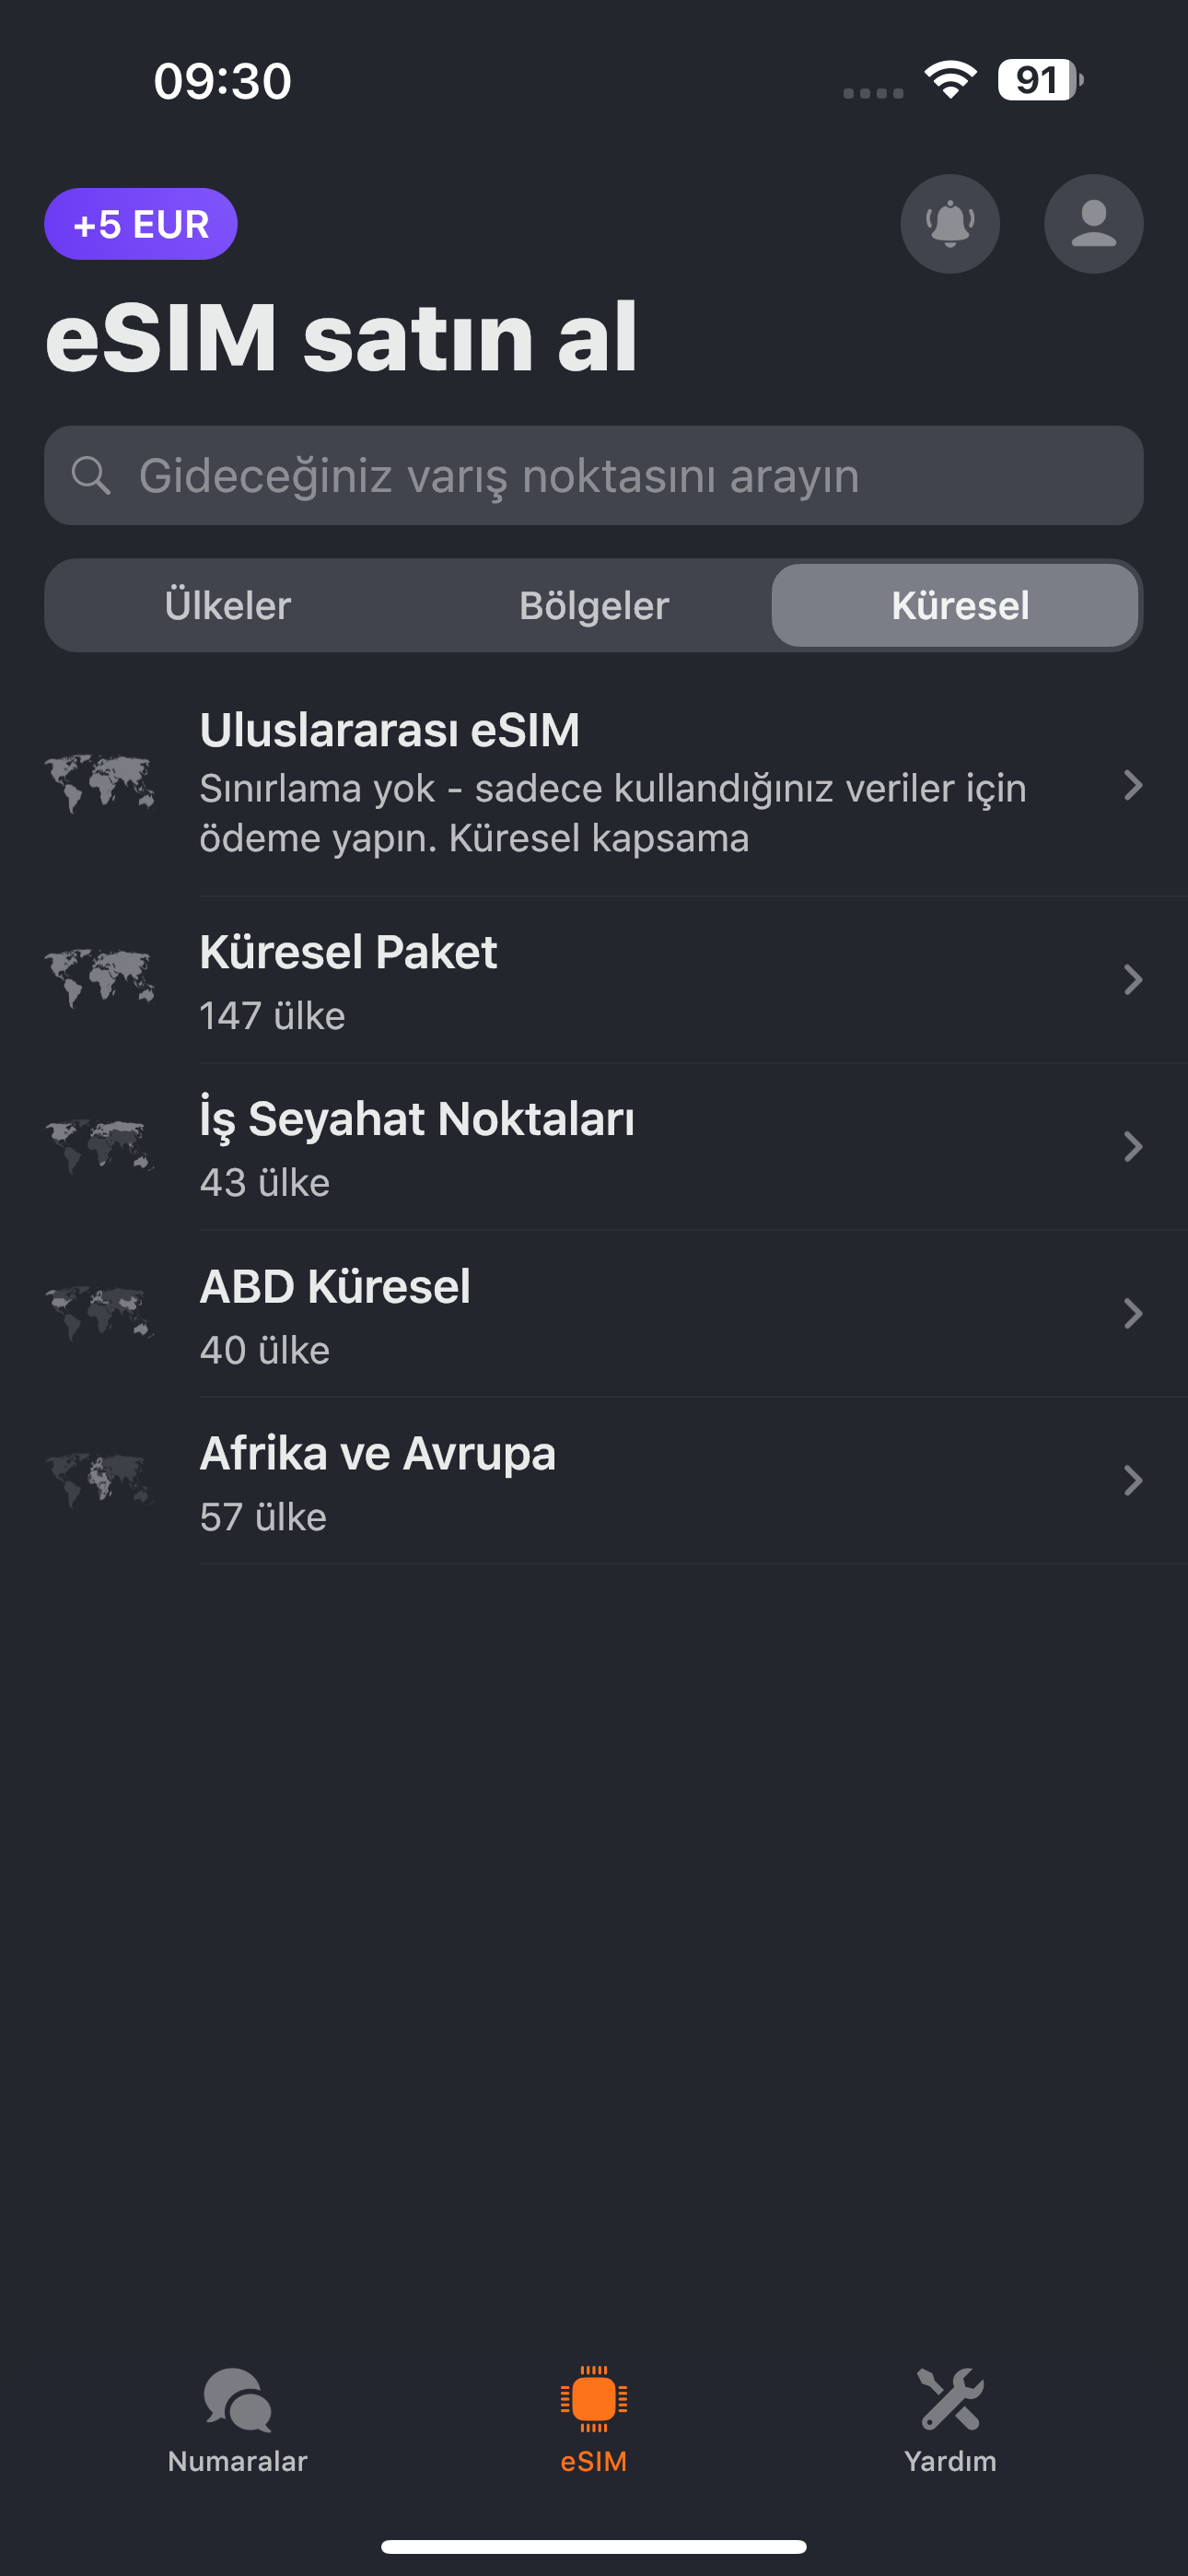 09:30
91
+5 EUR
eSIM satın al
Gideceğiniz varış noktasını arayın
Ülkeler
Bölgeler
Küresel
Uluslararası eSIM
Sınırlama yok - sadece kullandığınız veriler için
ödeme yapın. Küresel kapsama
Küresel Paket
147 ülke
İş Seyahat Noktaları
43 ülke
ABD Küresel
40 ülke
Afrika ve Avrupa
57 ülke
Numaralar
eSIM
Yardım